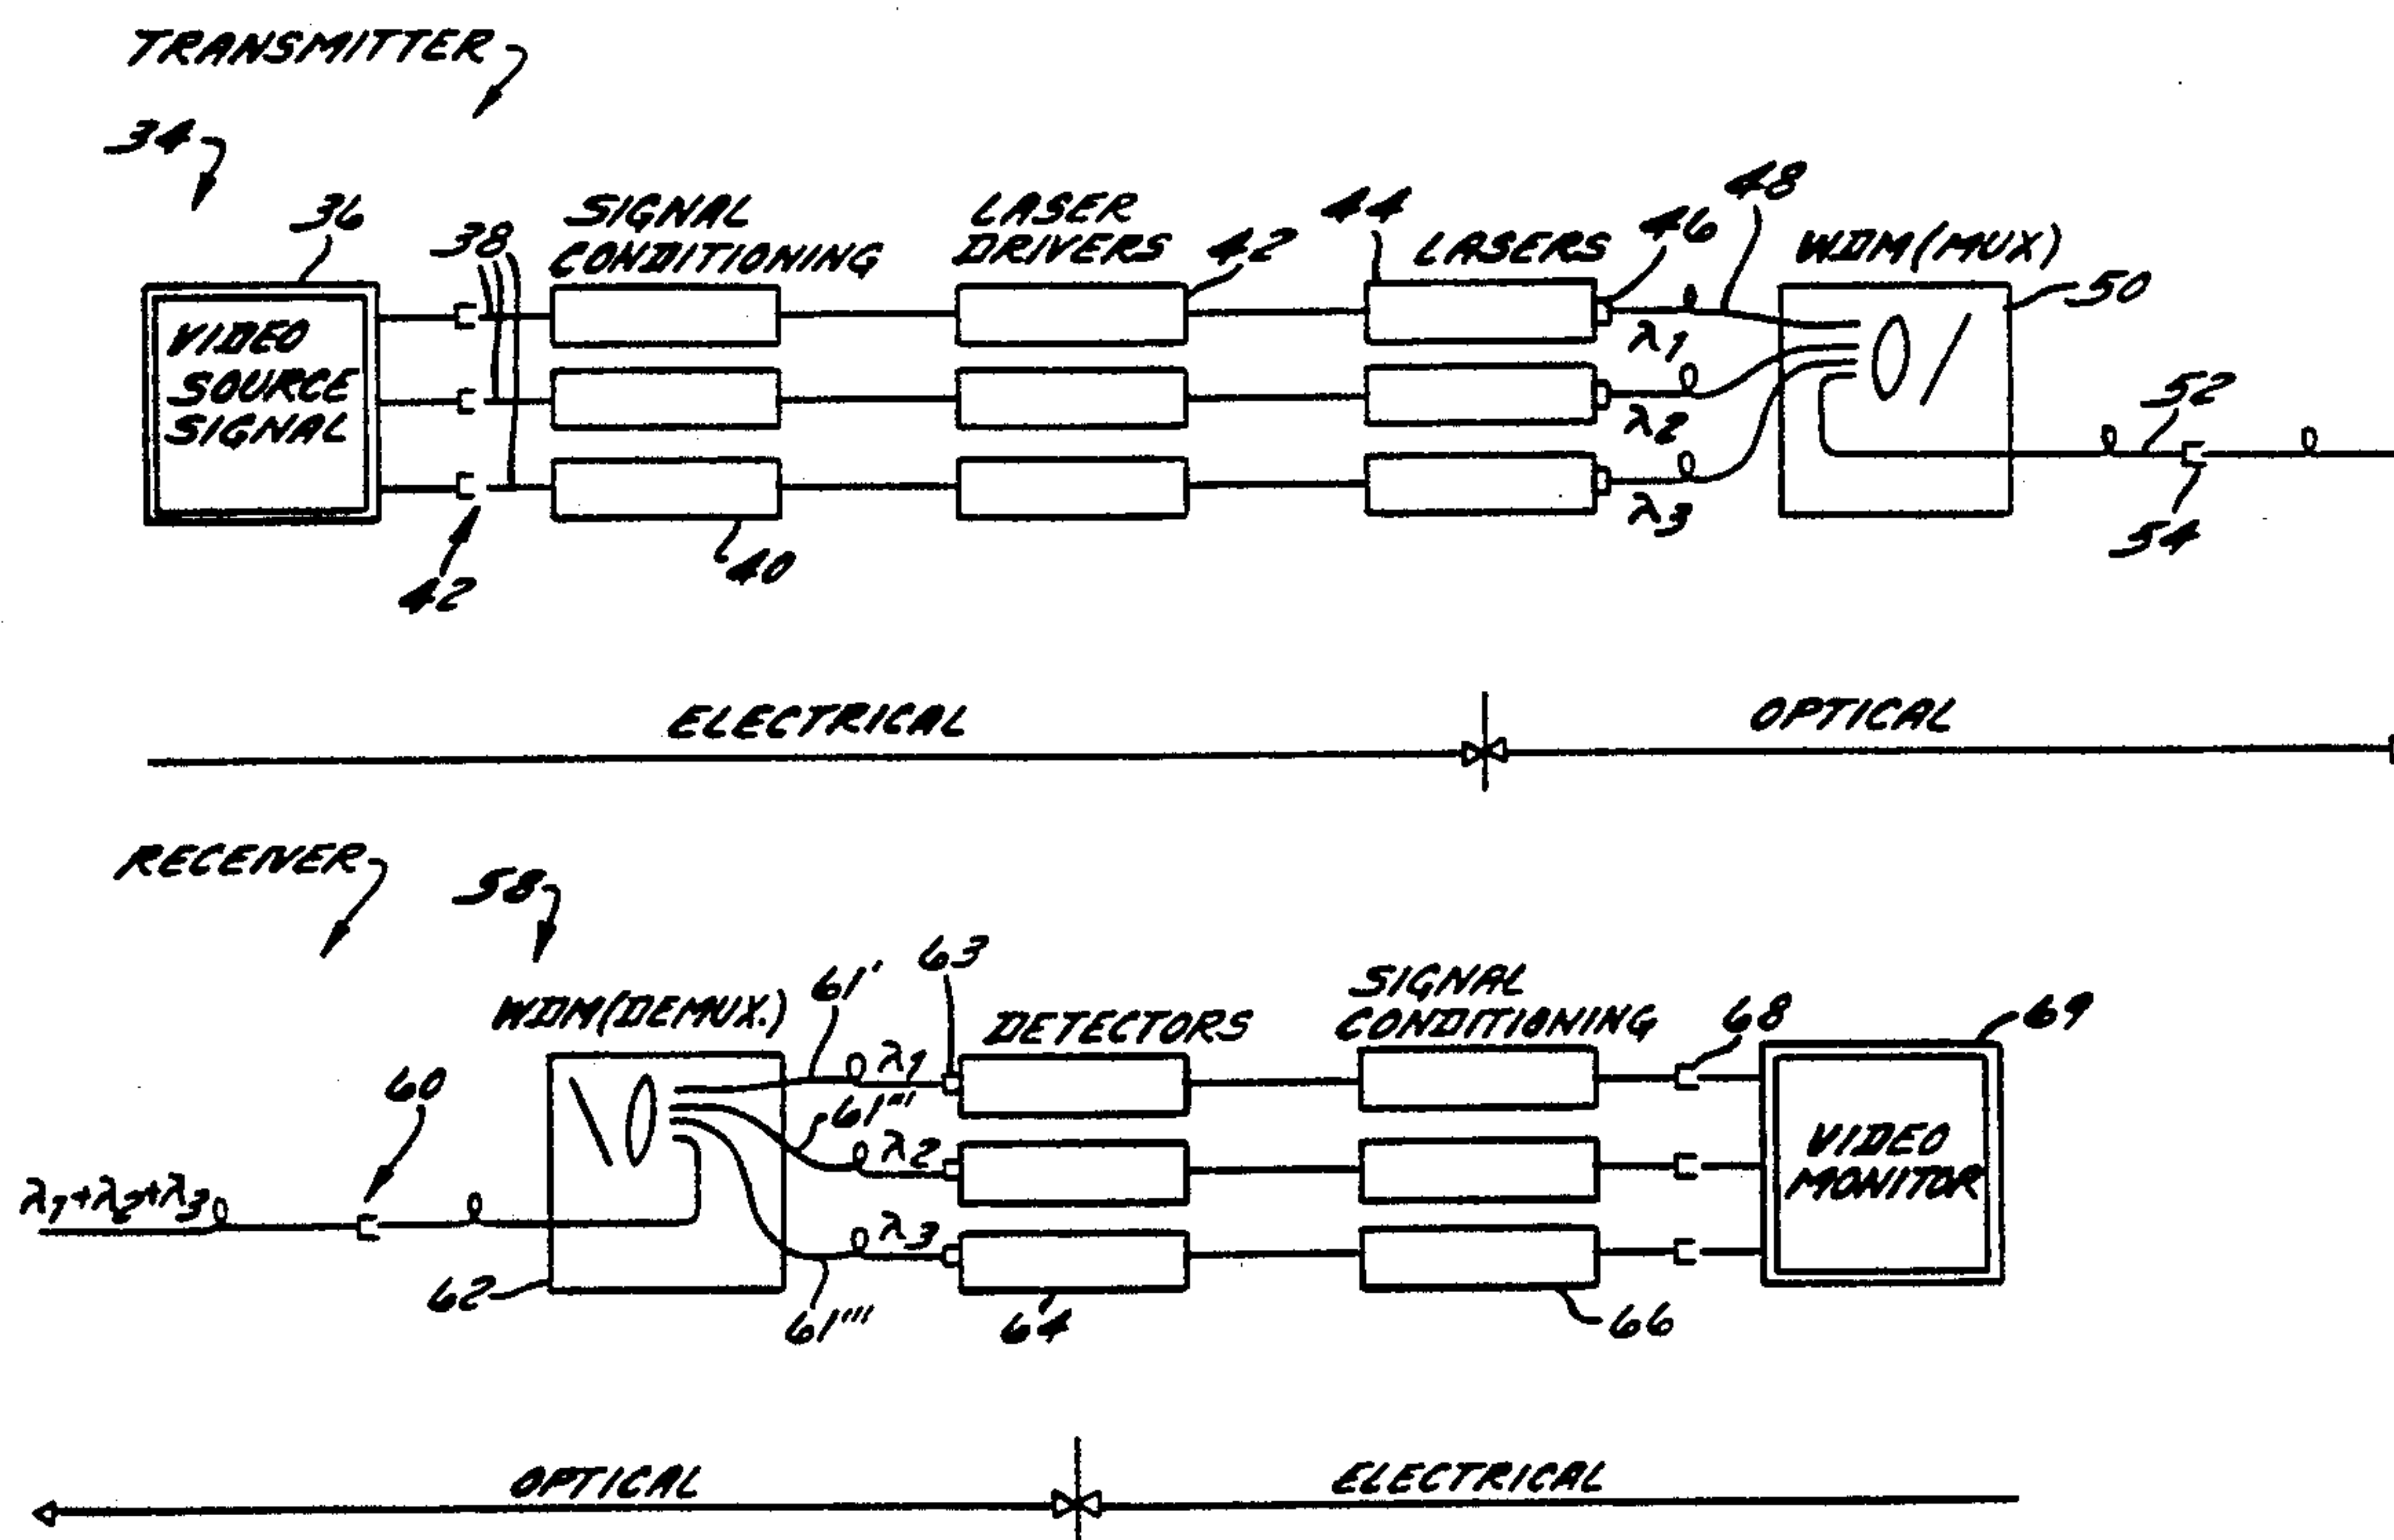 TRANSMITTER
34
36
38
SIGNAL
CONDITIONING
LASER
DRIVERS
42
44
LASERS
46
48
WDM (MUX)
50
VIDEO
SOURCE
SIGNAL
λ1
λ2
λ3
52
54
40
42
ELECTRICAL
OPTICAL
RECEIVER
58
WDM (DEMUX.)
61'
63
DETECTORS
SIGNAL
CONDITIONING
68
69
60
λ1
61'''
λ2
λ3
VIDEO
MONITOR
λ1+λ2+λ3
62
61'''
64
66
OPTICAL
ELECTRICAL